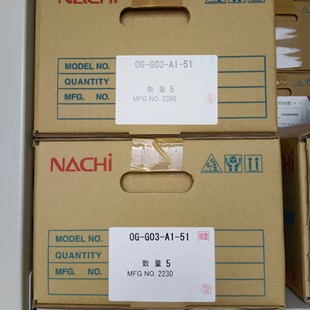 NACHi
MODEL NO.
OG-G03-A1-51
QUANTITY
数 量 5
MFG. NO.
MFG NO. 2390
NACHi
MODEL NO.
OG-G03-A1-51
QUANTITY
数 量 5
MFG. NO.
MFG NO. 2230